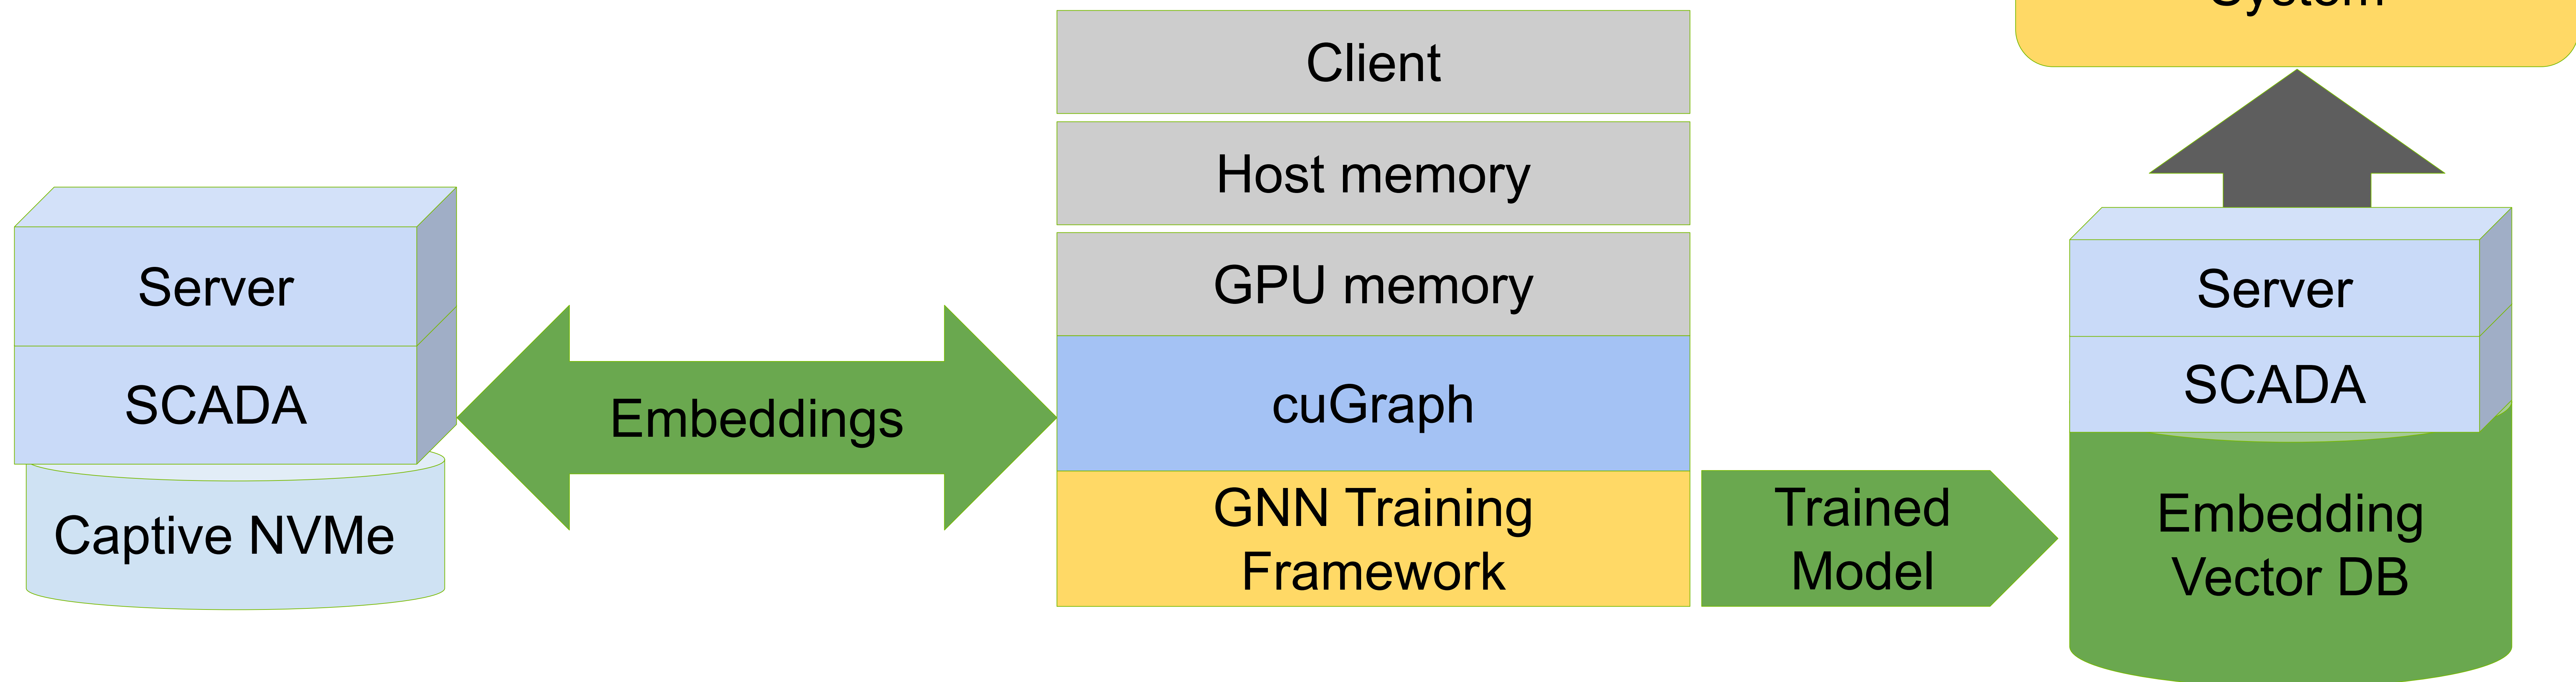 System
Client
Host memory
GPU memory
cuGraph
GNN Training
Framework
Server
SCADA
Captive NVMe
Embeddings
Trained
Model
Server
SCADA
Embedding
Vector DB